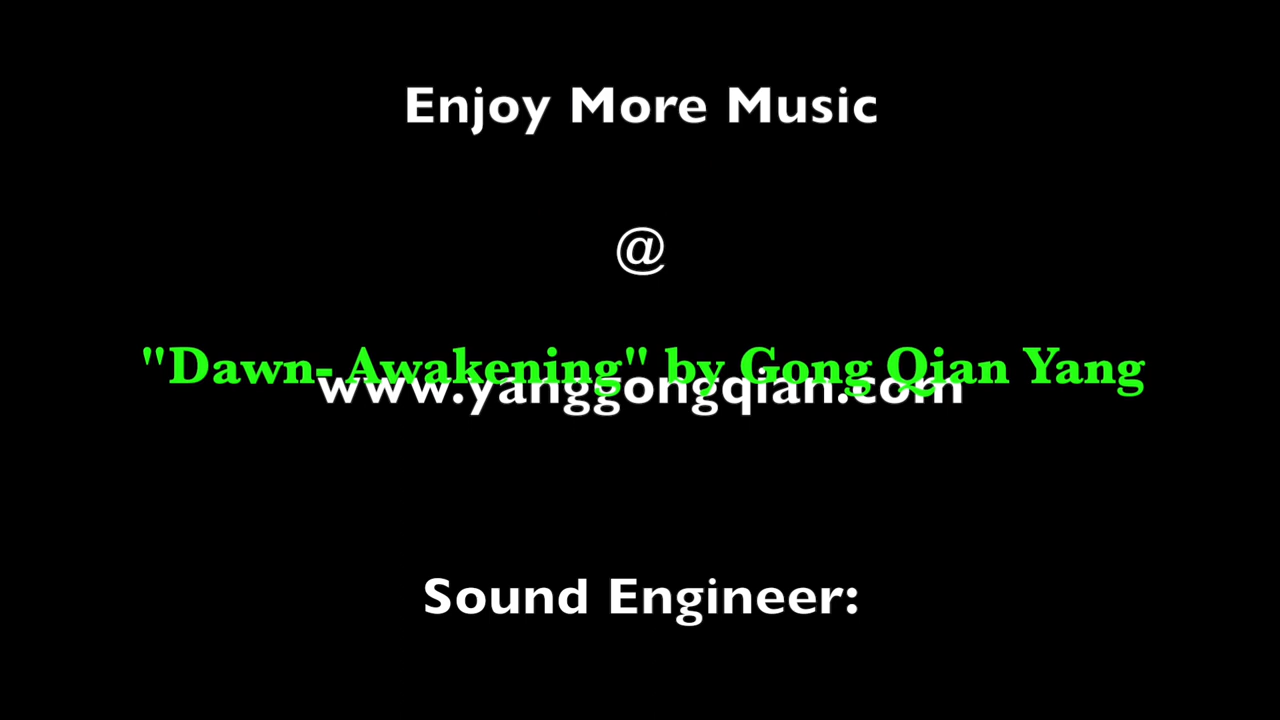 Enjoy More Music
@
"Dawn- Awakening" by Gong Qian Yang
www.yanggongqian.com
Sound Engineer: